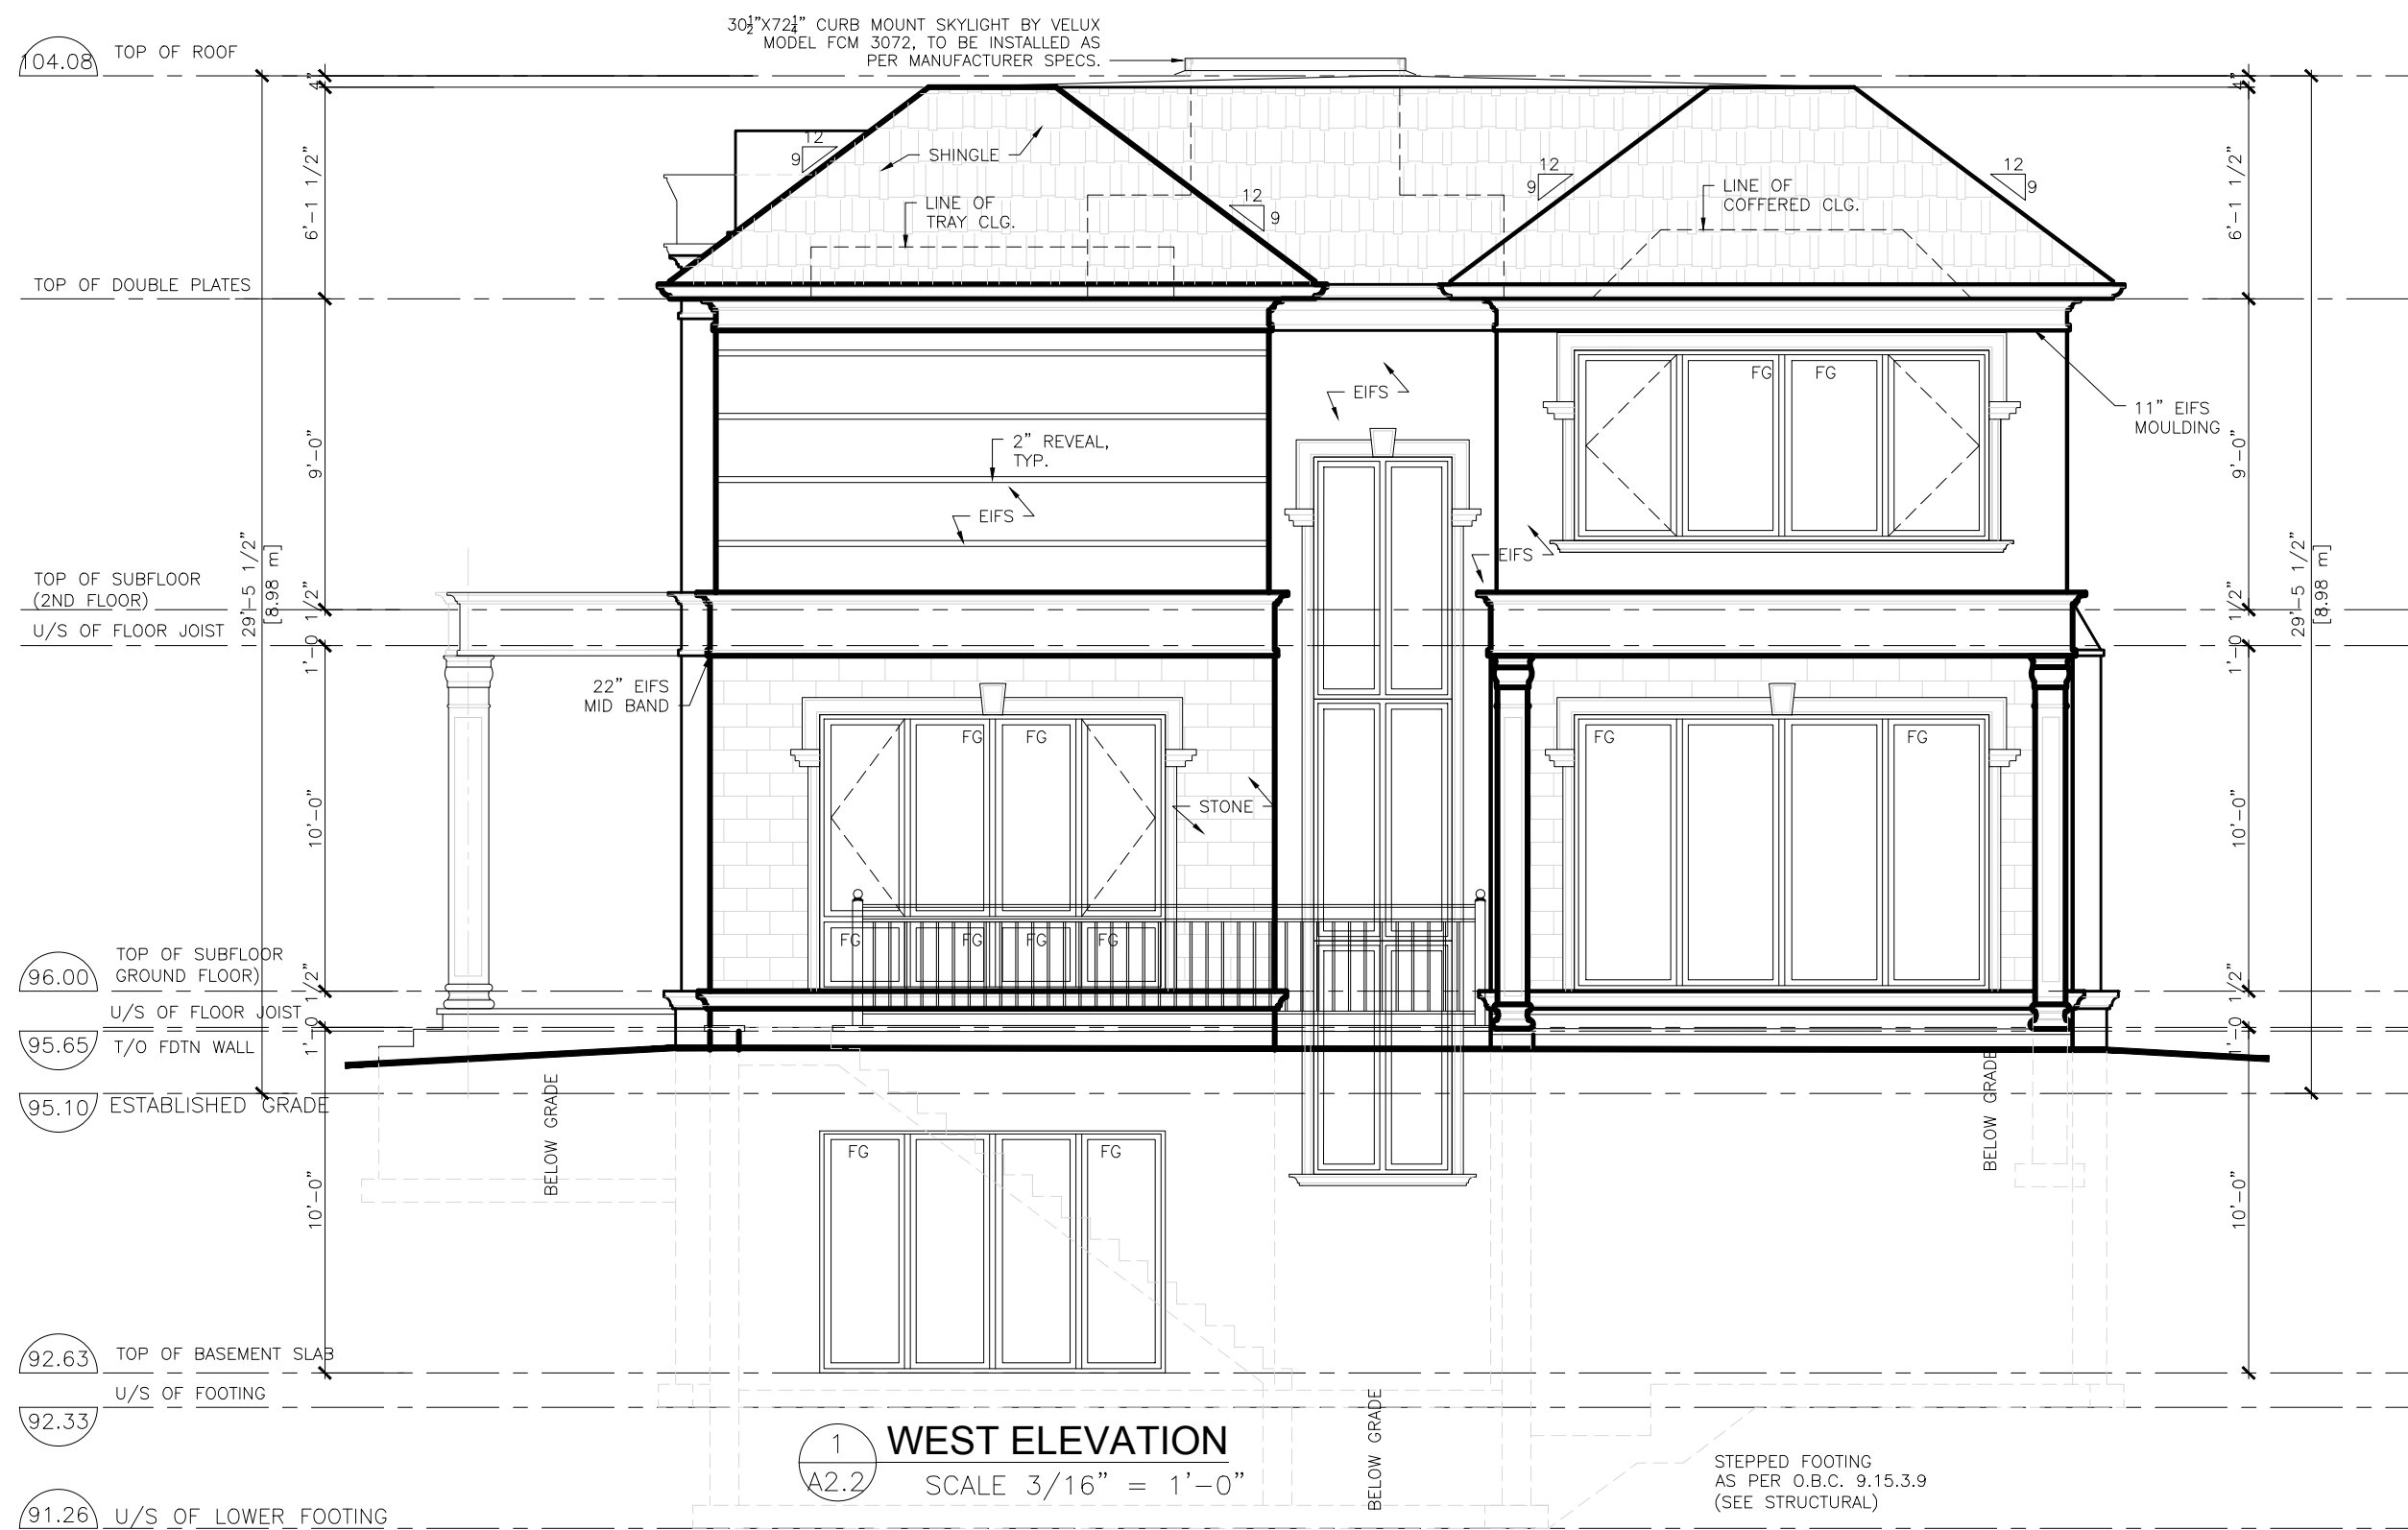 30½"X72¼" CURB MOUNT SKYLIGHT BY VELUX
MODEL FCM 3072, TO BE INSTALLED AS
PER MANUFACTURER SPECS.
104.08 TOP OF ROOF
4"
4"
12
9
SHINGLE
6'-1 1/2"
LINE OF
TRAY CLG.
12
9
12
9
LINE OF
COFFERED CLG.
12
9
6'-1 1/2"
TOP OF DOUBLE PLATES
FG FG
EIFS
11" EIFS
MOULDING
9'-0"
2" REVEAL,
TYP.
9'-0"
EIFS
EIFS
29'-5 1/2"
[8.98 m]
29'-5 1/2"
[8.98 m]
TOP OF SUBFLOOR
(2ND FLOOR)
1'-0 1/2"
1'-0 1/2"
U/S OF FLOOR JOIST
22" EIFS
MID BAND
FG FG
FG FG
STONE
10'-0"
10'-0"
FG FG FG FG
TOP OF SUBFLOOR
GROUND FLOOR)
96.00
1'-0 1/2"
1'-0 1/2"
U/S OF FLOOR JOIST
95.65 T/O FDTN WALL
95.10 ESTABLISHED GRADE
BELOW GRADE
BELOW GRADE
FG FG
10'-0"
10'-0"
92.63 TOP OF BASEMENT SLAB
U/S OF FOOTING
92.33
1
A2.2
WEST ELEVATION
SCALE 3/16" = 1'-0"
BELOW GRADE
STEPPED FOOTING
AS PER O.B.C. 9.15.3.9
(SEE STRUCTURAL)
91.26 U/S OF LOWER FOOTING